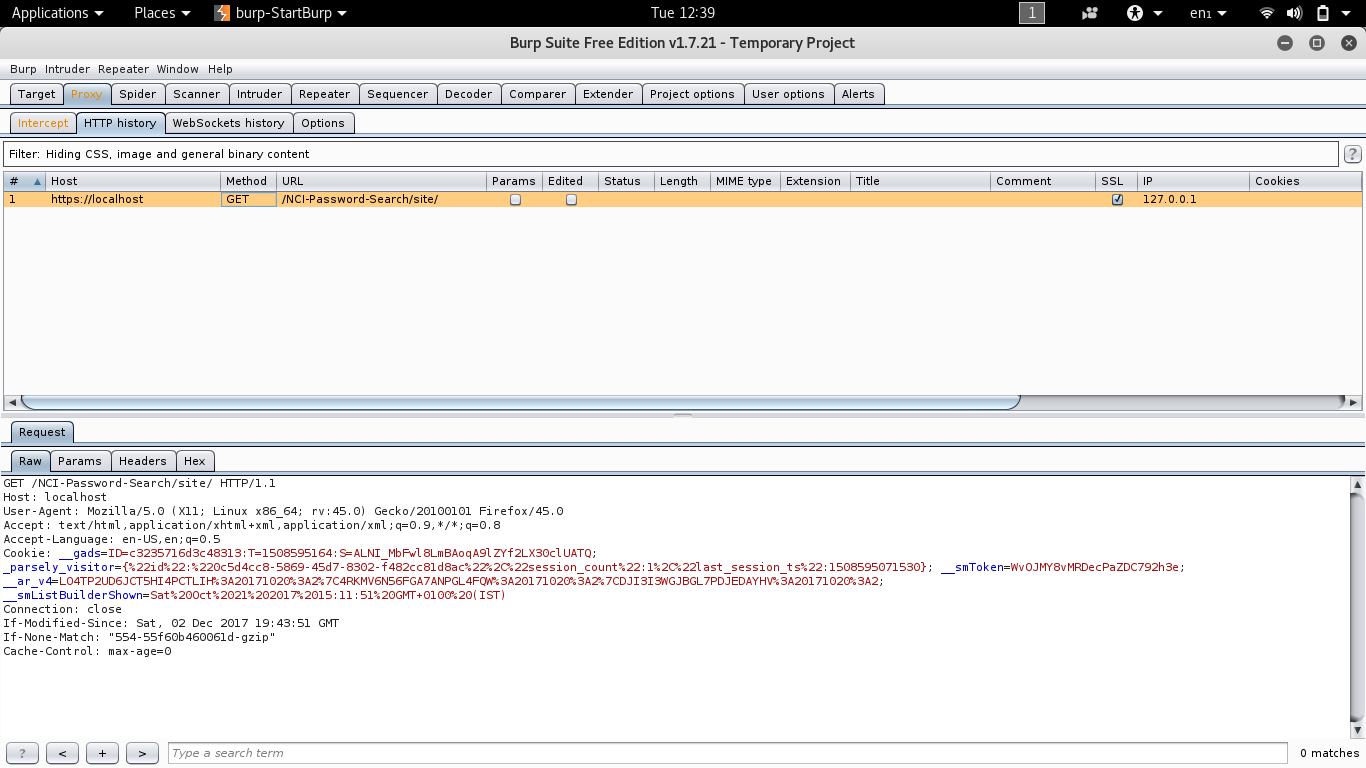 Applications Places burp-StartBurp Tue 12:39 1 en1
Burp Suite Free Edition v1.7.21 - Temporary Project
Burp Intruder Repeater Window Help
Target Proxy Spider Scanner Intruder Repeater Sequencer Decoder Comparer Extender Project options User options Alerts
Intercept HTTP history WebSockets history Options
Filter: Hiding CSS, image and general binary content ?
# Host Method URL Params Edited Status Length MIME type Extension Title Comment SSL IP Cookies
1 https://localhost GET /NCI-Password-Search/site/ 127.0.0.1
Request
Raw Params Headers Hex
GET /NCI-Password-Search/site/ HTTP/1.1
Host: localhost
User-Agent: Mozilla/5.0 (X11; Linux x86_64; rv:45.0) Gecko/20100101 Firefox/45.0
Accept: text/html,application/xhtml+xml,application/xml;q=0.9,*/*;q=0.8
Accept-Language: en-US,en;q=0.5
Cookie: __gads=ID=c3235716d3c48313:T=1508595164:S=ALNI_MbFwl8LmBAoqA9lZYf2LX30clUATQ;
_parsely_visitor={%22id%22:%220c5d4cc8-5869-45d7-8302-f482cc81d8ac%22%2C%22session_count%22:1%2C%22last_session_ts%22:1508595071530}; __smToken=WvOJMY8vMRDecPaZDC792h3e;
__ar_v4=LO4TP2UD6JCT5HI4PCTLIH%3A20171020%3A2%7C4RKMV6N56FGA7ANPGL4FQW%3A20171020%3A2%7CDJI3I3WGJBGL7PDJEDAYHV%3A20171020%3A2;
__smListBuilderShown=Sat%20Oct%2021%202017%2015:11:51%20GMT+0100%20(IST)
Connection: close
If-Modified-Since: Sat, 02 Dec 2017 19:43:51 GMT
If-None-Match: "554-55f60b460061d-gzip"
Cache-Control: max-age=0
? < + > Type a search term 0 matches